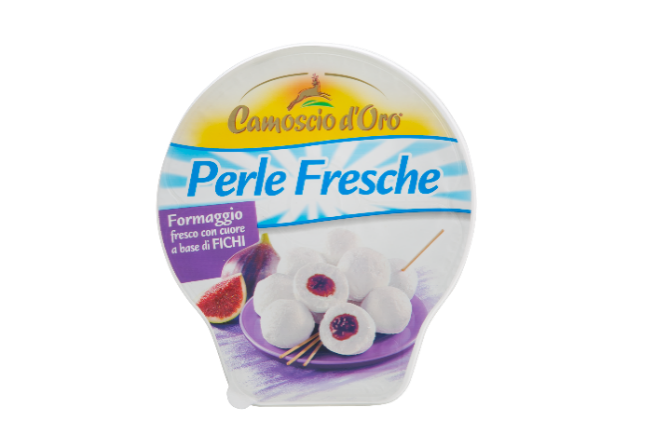 Camoscio d'Oro
Perle Fresche
Formaggio
fresco con cuore
a base di FICHI